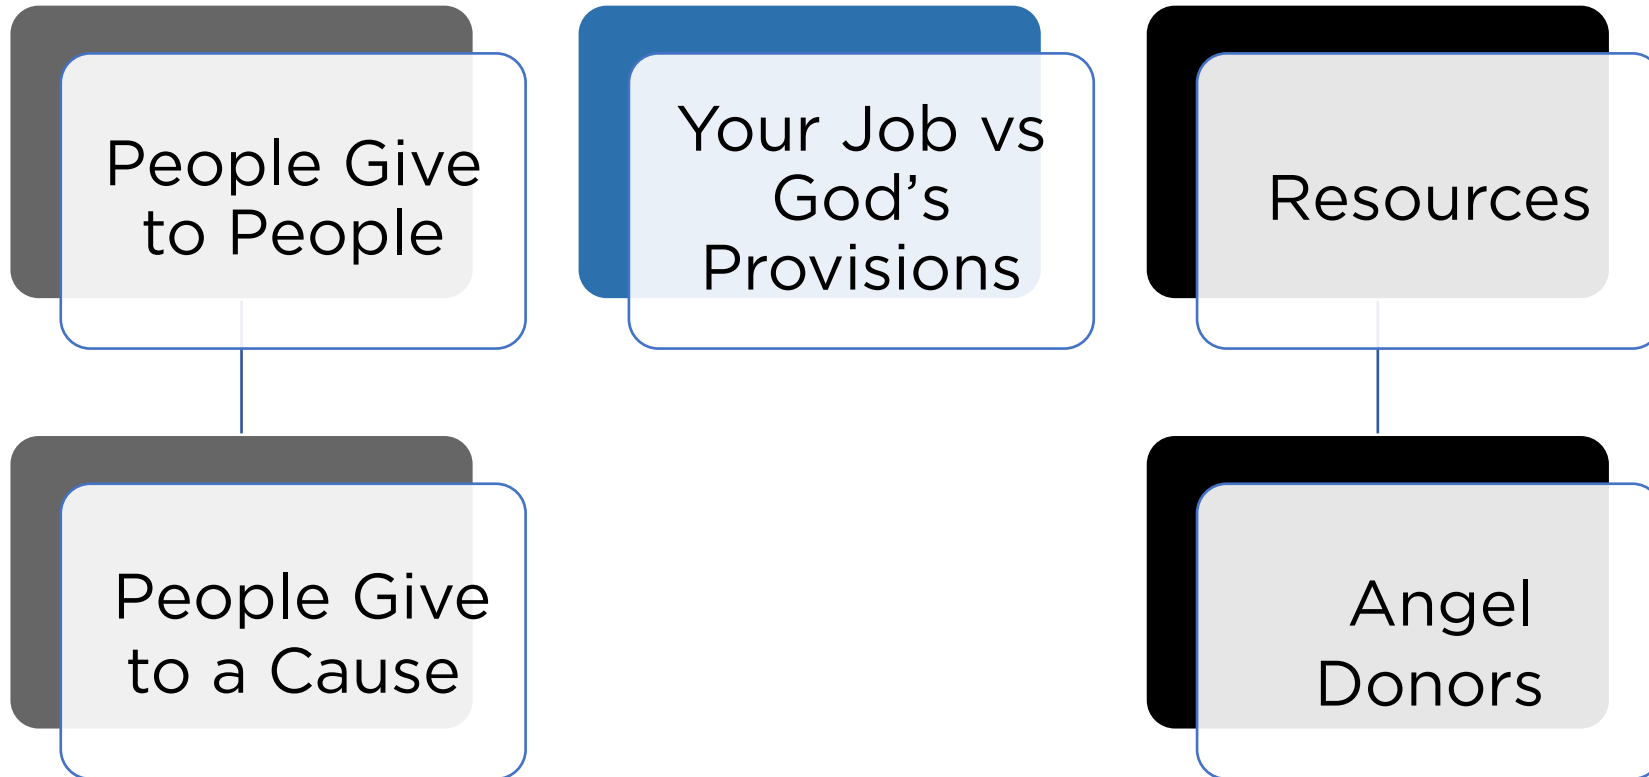 People Give
to People
People Give
to a Cause
Your Job vs
God’s
Provisions
Resources
Angel
Donors